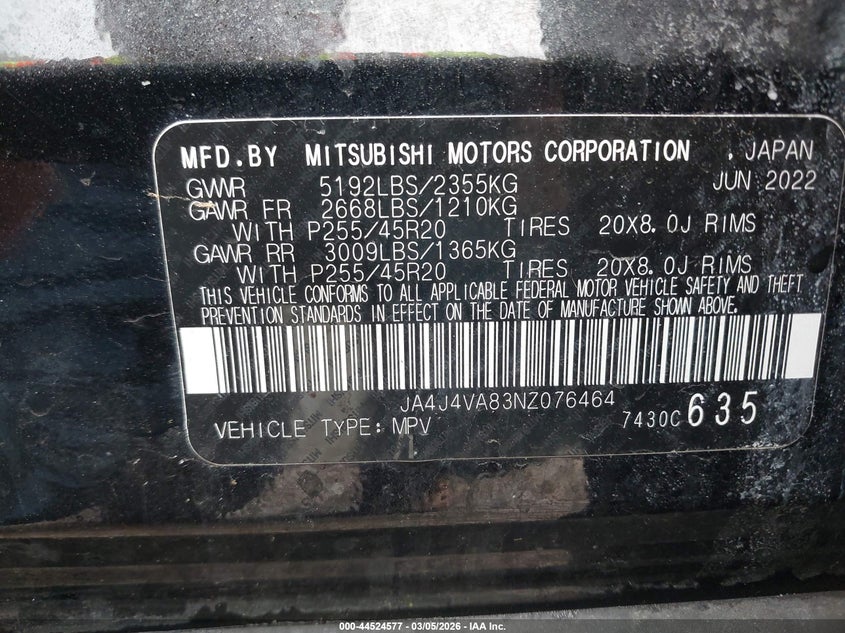 MFD.BY MITSUBISHI MOTORS CORPORATION , JAPAN
GVWR 5192LBS/2355KG JUN 2022
GAWR FR 2668LBS/1210KG
WITH P255/45R20 TIRES 20X8.0J RIMS
GAWR RR 3009LBS/1365KG
WITH P255/45R20 TIRES 20X8.0J RIMS
THIS VEHICLE CONFORMS TO ALL APPLICABLE FEDERAL MOTOR VEHICLE SAFETY AND THEFT
PREVENTION STANDARDS IN EFFECT ON THE DATE OF MANUFACTURE SHOWN ABOVE.
JA4J4VA83NZ076464
VEHICLE TYPE: MPV 7430C 635
000-44524577 — 03/05/2026 — IAA Inc.